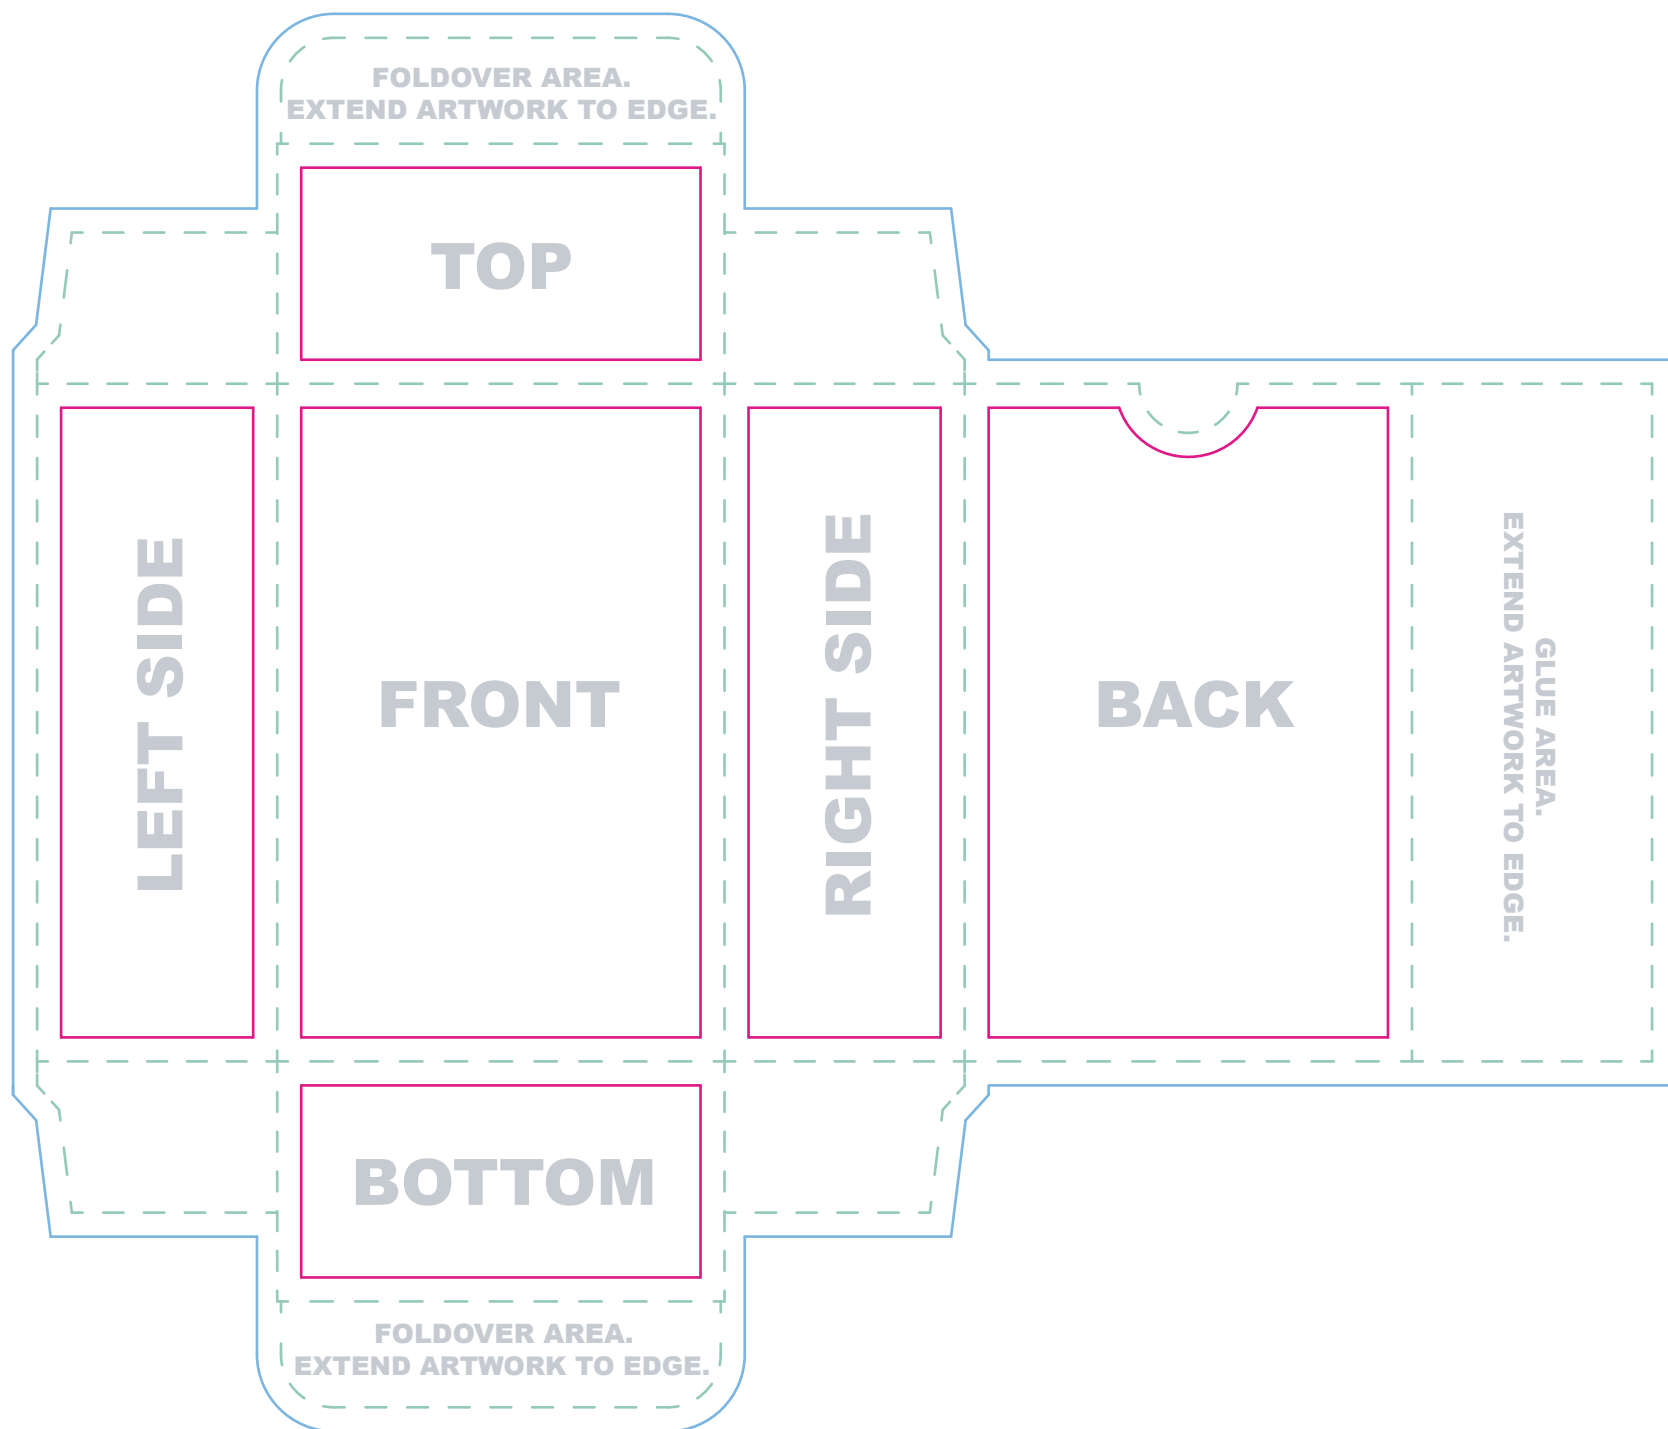 FOLDOVER AREA.
EXTEND ARTWORK TO EDGE.
TOP
LEFT SIDE
FRONT
RIGHT SIDE
BACK
GLUE AREA.
EXTEND ARTWORK TO EDGE.
BOTTOM
FOLDOVER AREA.
EXTEND ARTWORK TO EDGE.